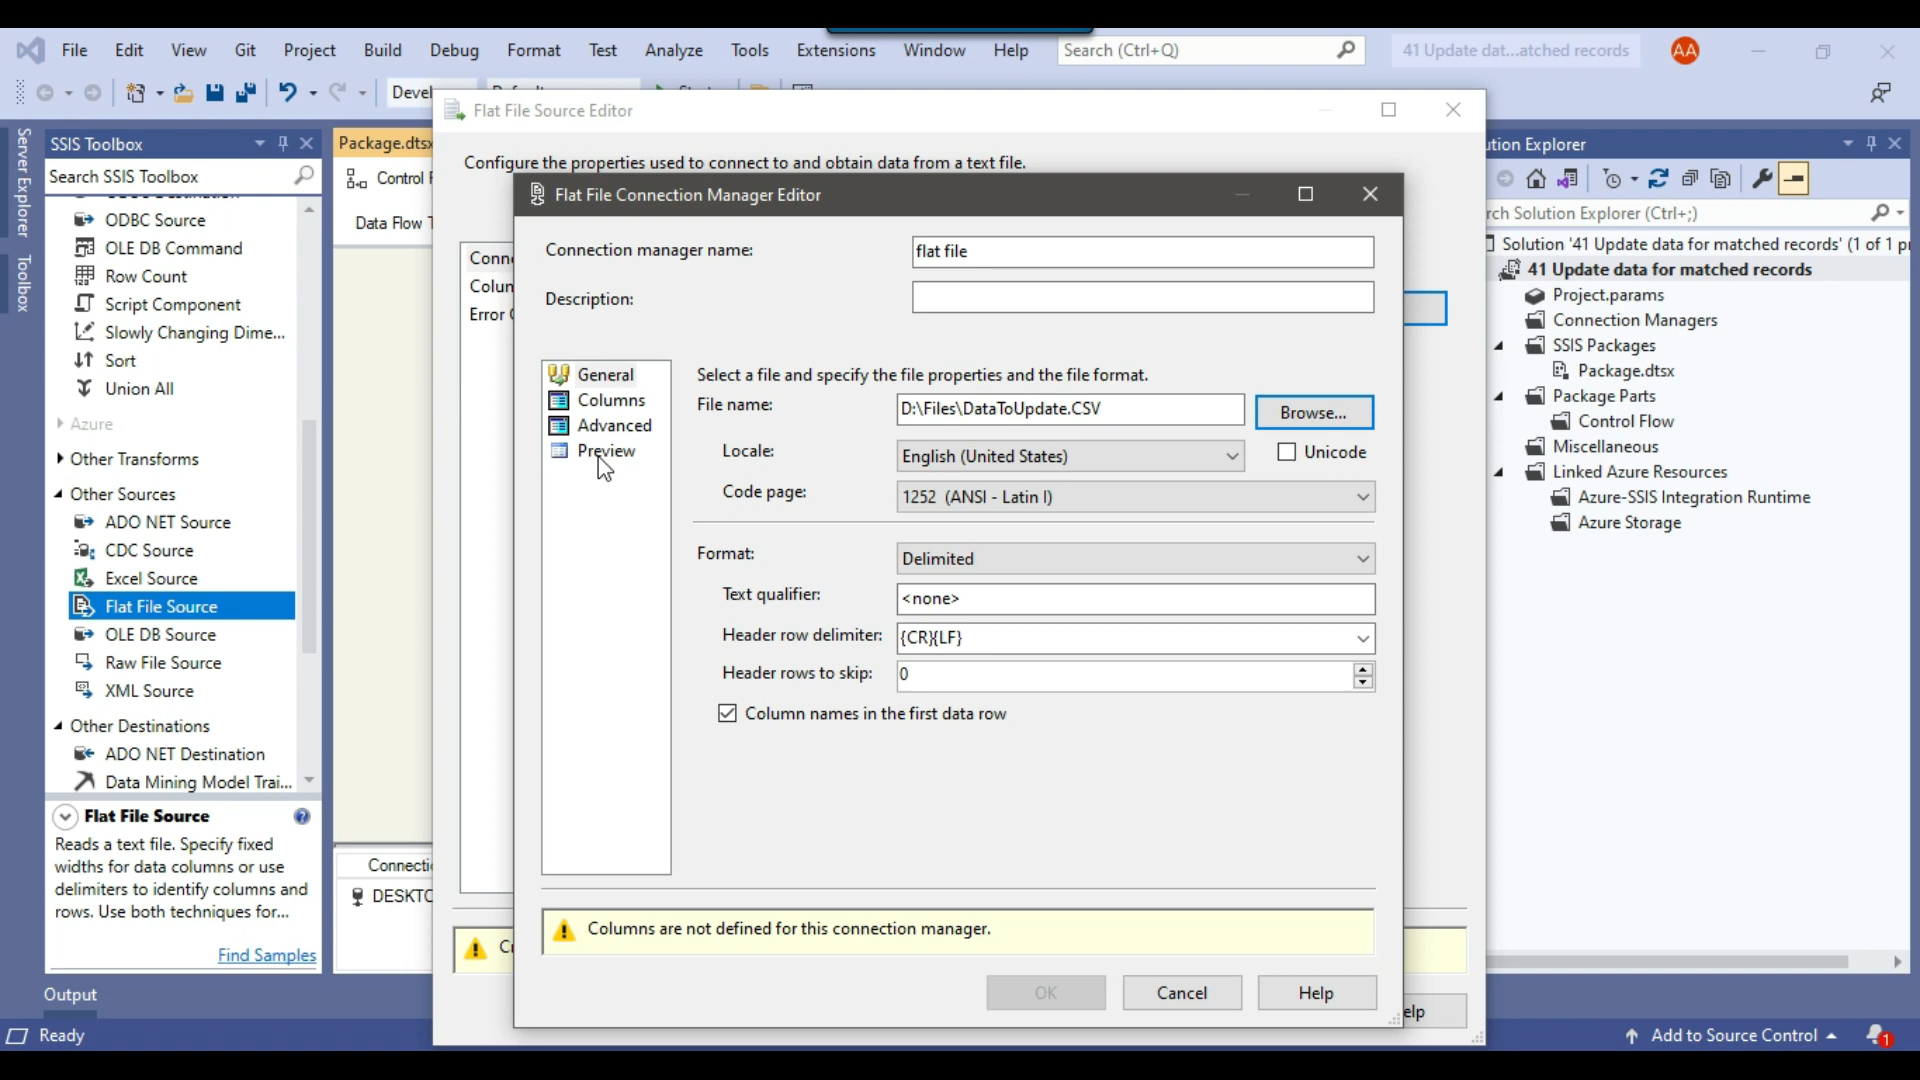 File Edit View Git Project Build Debug Format Test Analyze Tools Extensions Window Help Search (Ctrl+Q) 41 Update dat...atched records AA
Flat File Source Editor
SSIS Toolbox
Search SSIS Toolbox
ODBC Source
OLE DB Command
Row Count
Script Component
Slowly Changing Dime...
Sort
Union All
Azure
Other Transforms
Other Sources
ADO NET Source
CDC Source
Excel Source
Flat File Source
OLE DB Source
Raw File Source
XML Source
Other Destinations
ADO NET Destination
Data Mining Model Trai...
Flat File Source
Reads a text file. Specify fixed
widths for data columns or use
delimiters to identify columns and
rows. Use both techniques for...
Find Samples
Output
Ready
Server Explorer
Toolbox
Package.dtsx
Control F
Data Flow T
Connecti
DESKTO
Configure the properties used to connect to and obtain data from a text file.
Conn
Colun
Error
Flat File Connection Manager Editor
Connection manager name: flat file
Description:
General
Columns
Advanced
Preview
Select a file and specify the file properties and the file format.
File name: D:\Files\DataToUpdate.CSV Browse...
Locale: English (United States) Unicode
Code page: 1252 (ANSI - Latin I)
Format: Delimited
Text qualifier: <none>
Header row delimiter: {CR}{LF}
Header rows to skip: 0
Column names in the first data row
Columns are not defined for this connection manager.
OK Cancel Help
elp
ution Explorer
rch Solution Explorer (Ctrl+;)
Solution '41 Update data for matched records' (1 of 1 p
41 Update data for matched records
Project.params
Connection Managers
SSIS Packages
Package.dtsx
Package Parts
Control Flow
Miscellaneous
Linked Azure Resources
Azure-SSIS Integration Runtime
Azure Storage
Add to Source Control 1